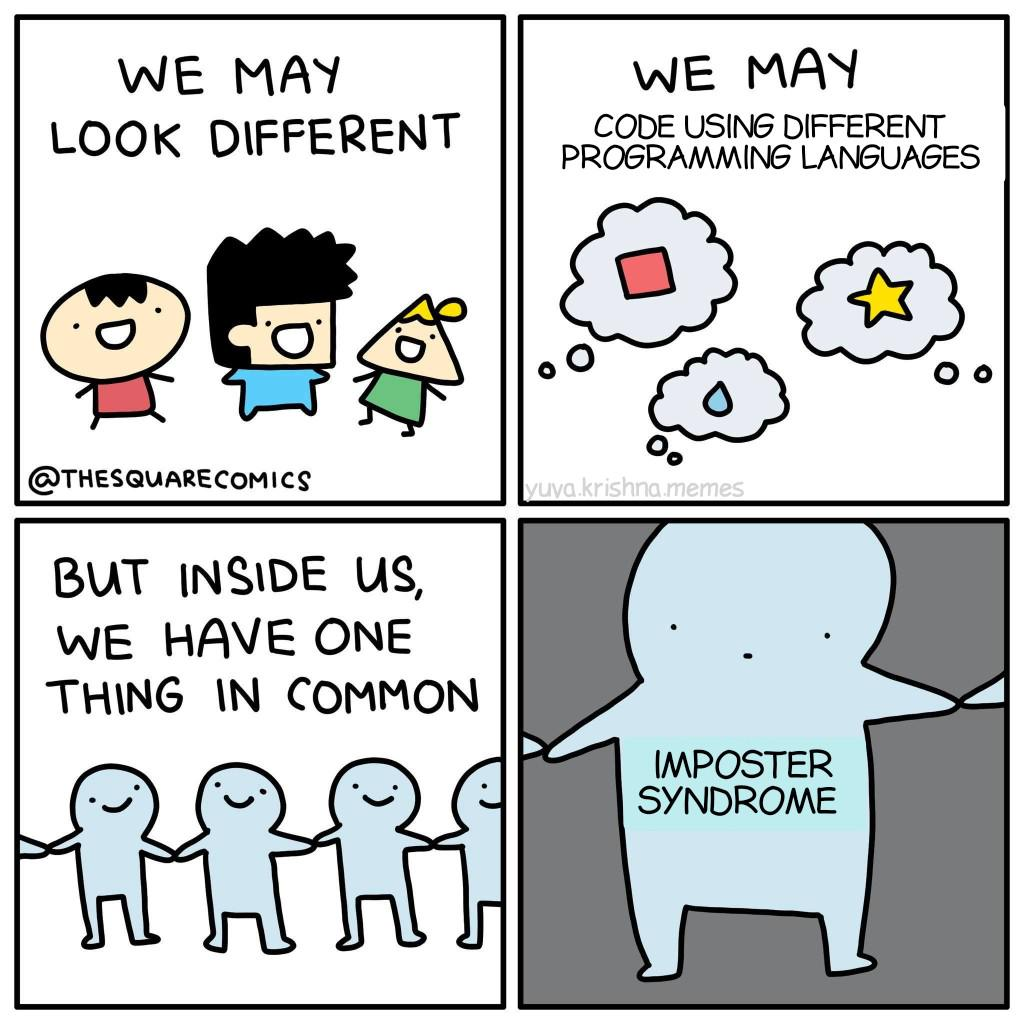 WE MAY
LOOK DIFFERENT
@THESQUARECOMICS
WE MAY
CODE USING DIFFERENT
PROGRAMMING LANGUAGES
yuva.krishna.memes
BUT INSIDE US,
WE HAVE ONE
THING IN COMMON
IMPOSTER
SYNDROME